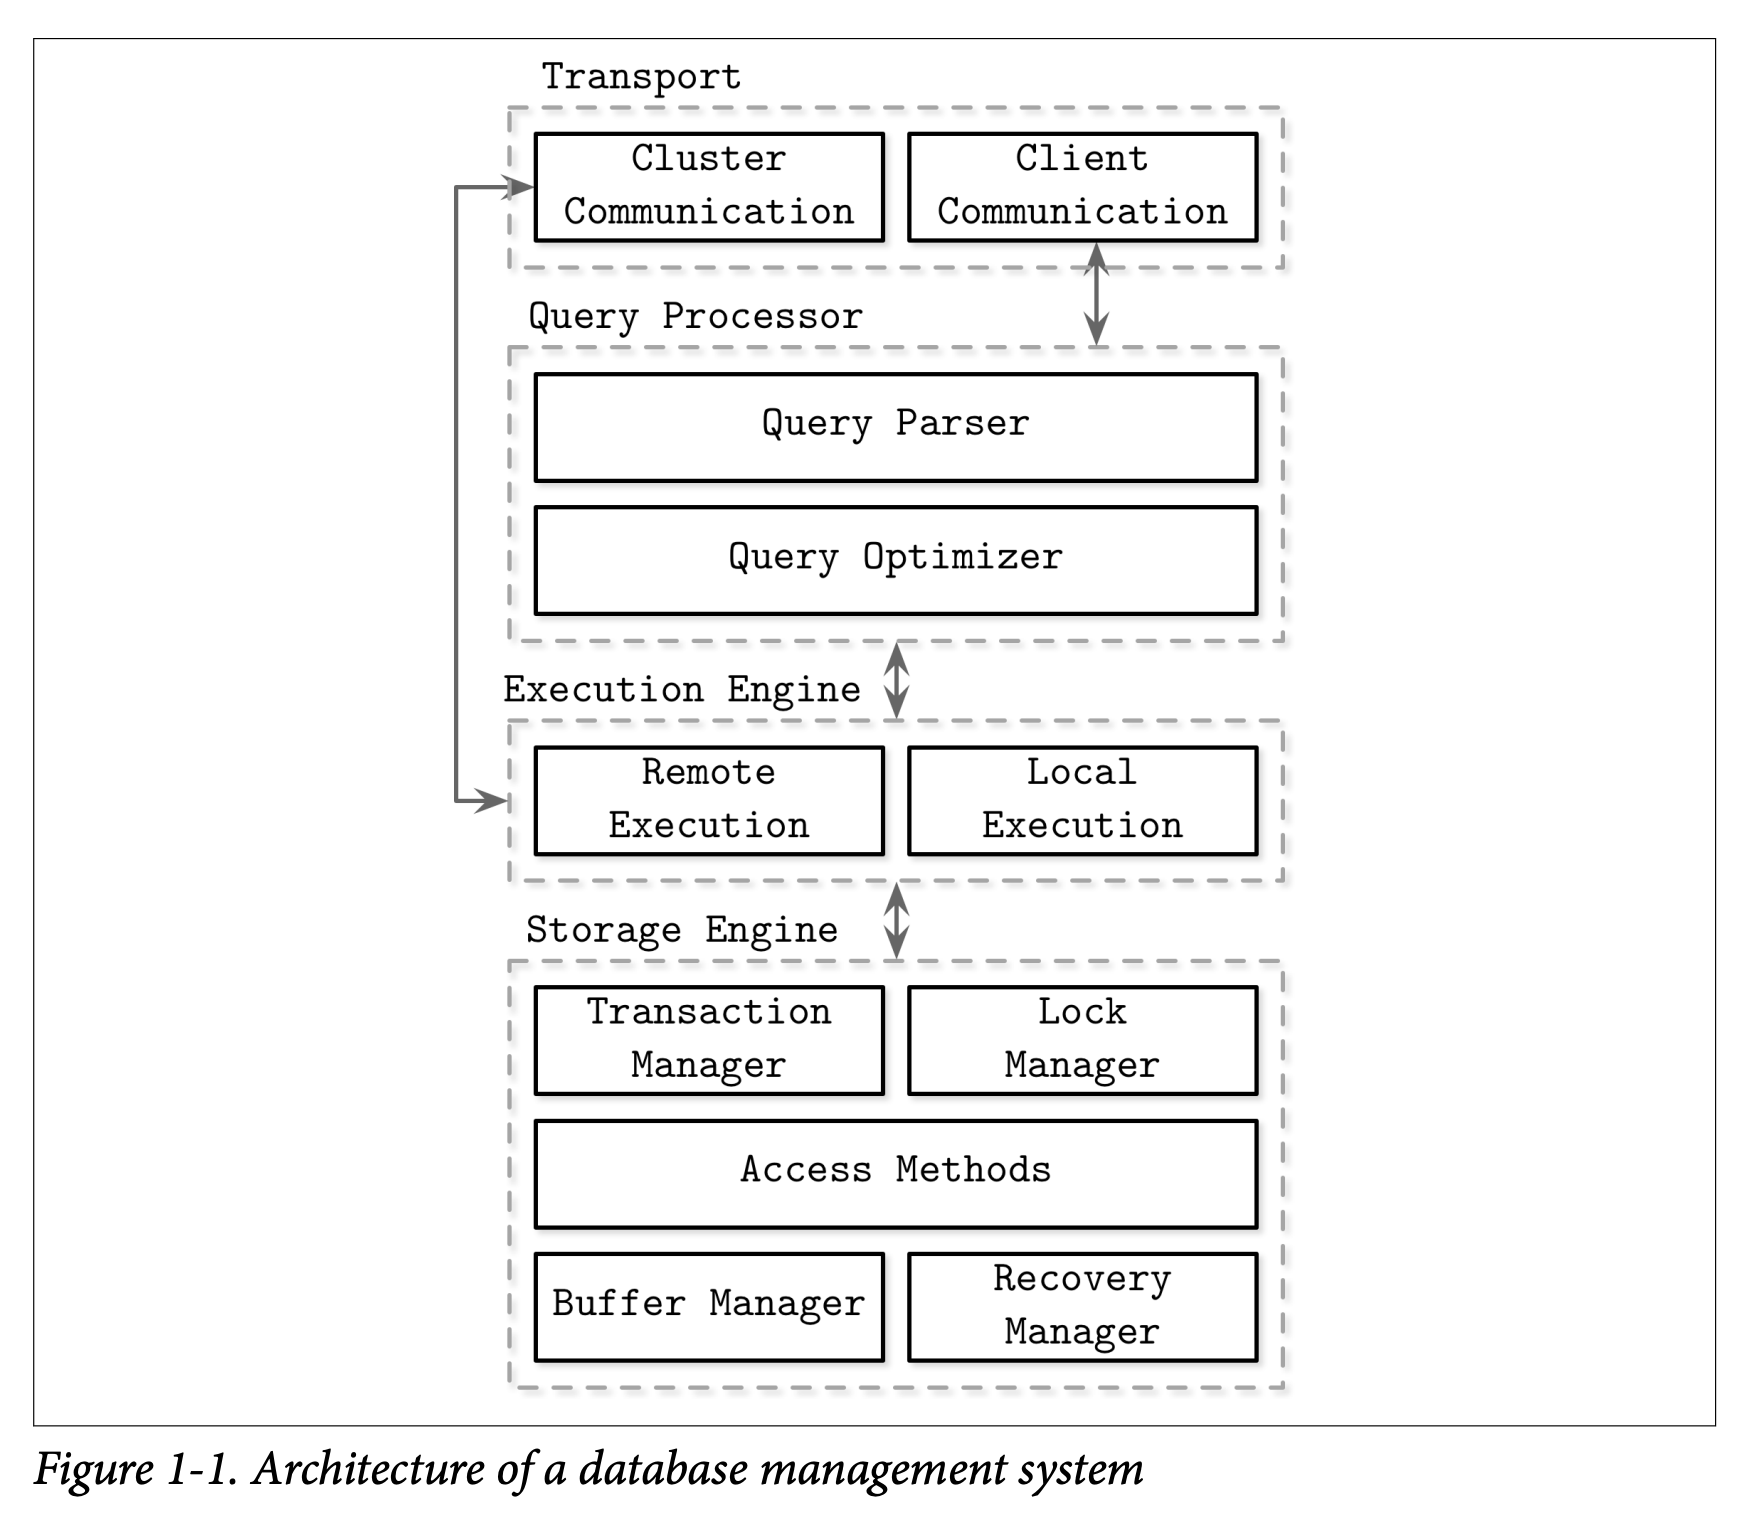 Transport
Cluster
Communication
Client
Communication
Query Processor
Query Parser
Query Optimizer
Execution Engine
Remote
Execution
Local
Execution
Storage Engine
Transaction
Manager
Lock
Manager
Access Methods
Buffer Manager
Recovery
Manager
Figure 1-1. Architecture of a database management system